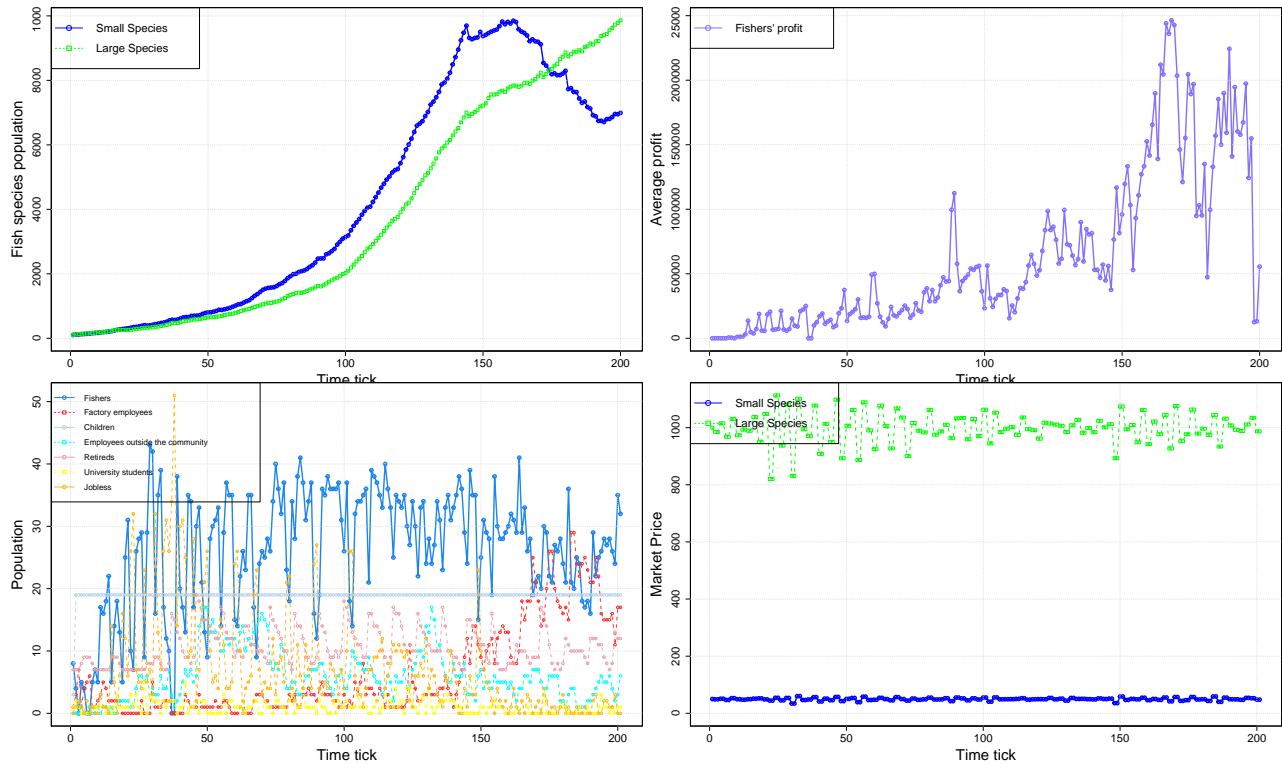 1000
8000
6000
4000
2000
0
Fish species population
Small Species
Large Species
0
50
100
150
200
Time tick
2000000
1500000
1000000
500000
0
Average profit
Fishers' profit
0
50
100
150
200
Time tick
50
40
30
20
10
0
Population
Fishers
Factory employees
Children
Employees outside the community
Retireds
University students
Jobless
0
50
100
150
200
Time tick
1000
800
600
400
200
0
Market Price
Small Species
Large Species
0
50
100
150
200
Time tick